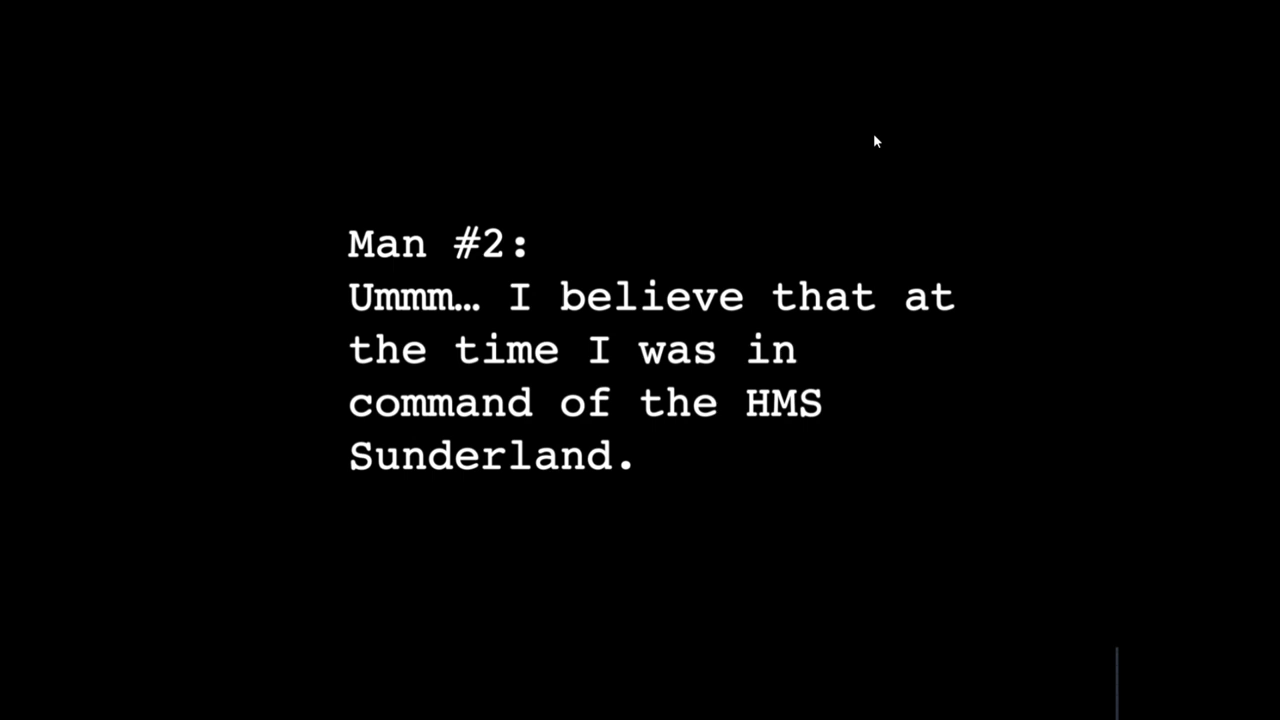 Man #2:
Ummm… I believe that at
the time I was in
command of the HMS
Sunderland.